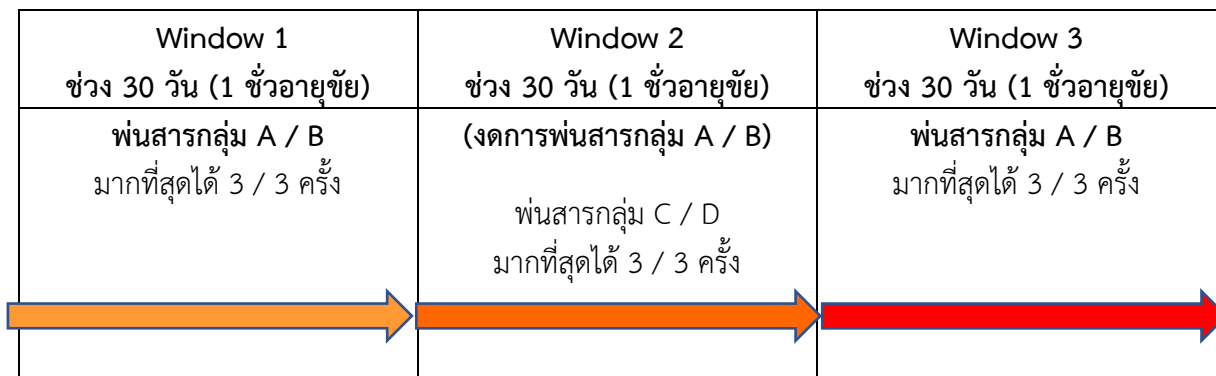 Window 1
ช่วง 30 วัน (1 ชั่วอายุขัย)
Window 2
ช่วง 30 วัน (1 ชั่วอายุขัย)
Window 3
ช่วง 30 วัน (1 ชั่วอายุขัย)
พ่นสารกลุ่ม A / B
มากที่สุดได้ 3 / 3 ครั้ง
(งดการพ่นสารกลุ่ม A / B)
พ่นสารกลุ่ม C / D
มากที่สุดได้ 3 / 3 ครั้ง
พ่นสารกลุ่ม A / B
มากที่สุดได้ 3 / 3 ครั้ง